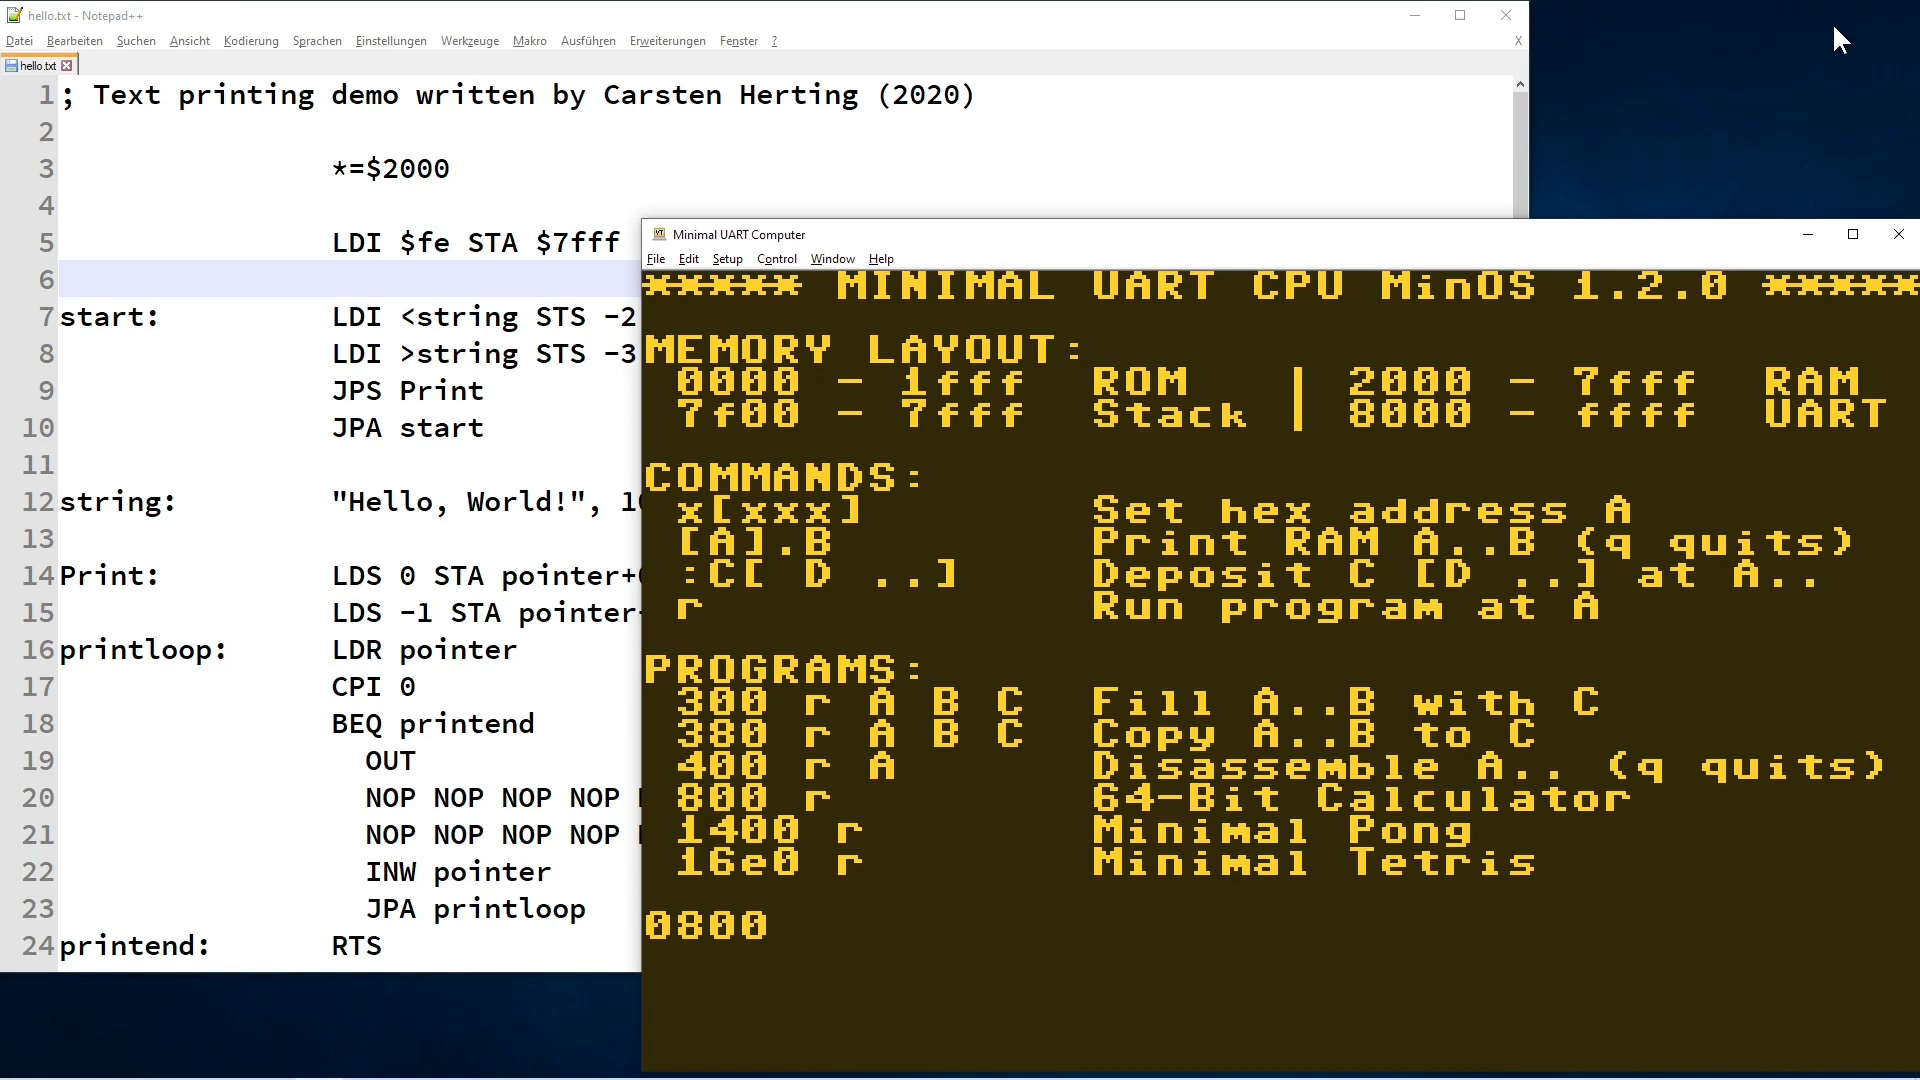 hello.txt - Notepad++
Datei Bearbeiten Suchen Ansicht Kodierung Sprachen Einstellungen Werkzeuge Makro Ausführen Erweiterungen Fenster ? X
hello.txt
1 ; Text printing demo written by Carsten Herting (2020)
2
3 *=$2000
4
5 LDI $fe STA $7fff
6
7 start: LDI <string STS -2
8 LDI >string STS -3
9 JPS Print
10 JPA start
11
12 string: "Hello, World!", 10
13
14 Print: LDS 0 STA pointer+
15 LDS -1 STA pointer
16 printloop: LDR pointer
17 CPI 0
18 BEQ printend
19 OUT
20 NOP NOP NOP NOP
21 NOP NOP NOP NOP
22 INW pointer
23 JPA printloop
24 printend: RTS
Minimal UART Computer
File Edit Setup Control Window Help
***** MINIMAL UART CPU MinOS 1.2.0 *****
MEMORY LAYOUT:
0000 - 1fff ROM | 2000 - 7fff RAM
7f00 - 7fff Stack | 8000 - ffff UART
COMMANDS:
x[xxx] Set hex address A
[A].B Print RAM A..B (q quits)
:C[ D ..] Deposit C [D ..] at A..
r Run program at A
PROGRAMS:
300 r A B C Fill A..B with C
380 r A B C Copy A..B to C
400 r A Disassemble A.. (q quits)
800 r 64-Bit Calculator
1400 r Minimal Pong
16e0 r Minimal Tetris
0800